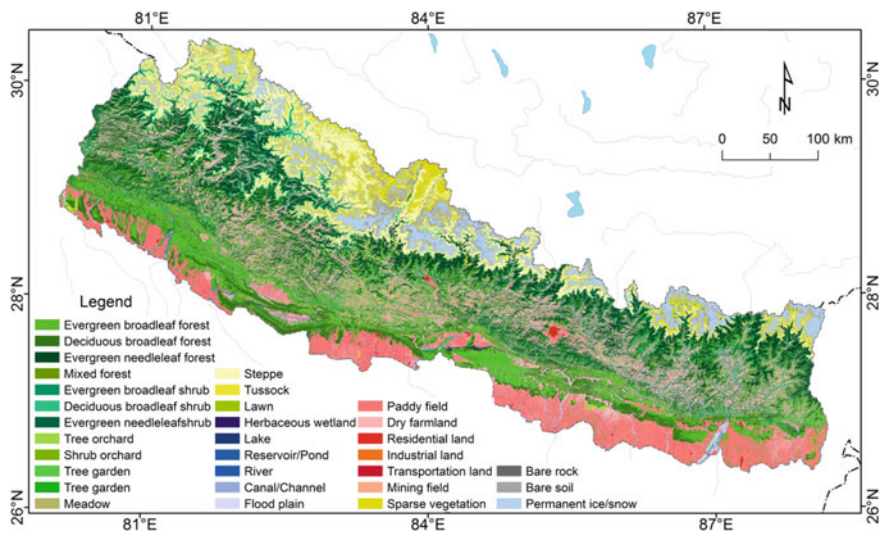 81°E 84°E 87°E
30°N 30°N
N
0 50 100 km
28°N 28°N
Legend
Evergreen broadleaf forest
Deciduous broadleaf forest
Evergreen needleleaf forest
Mixed forest
Evergreen broadleaf shrub
Deciduous broadleaf shrub
Evergreen needleleafshrub
Tree orchard
Shrub orchard
Tree garden
Tree garden
Meadow
Steppe
Tussock
Lawn
Herbaceous wetland
Lake
Reservoir/Pond
River
Canal/Channel
Flood plain
Paddy field
Dry farmland
Residential land
Industrial land
Transportation land
Mining field
Sparse vegetation
Bare rock
Bare soil
Permanent ice/snow
26°N 26°N
81°E 84°E 87°E